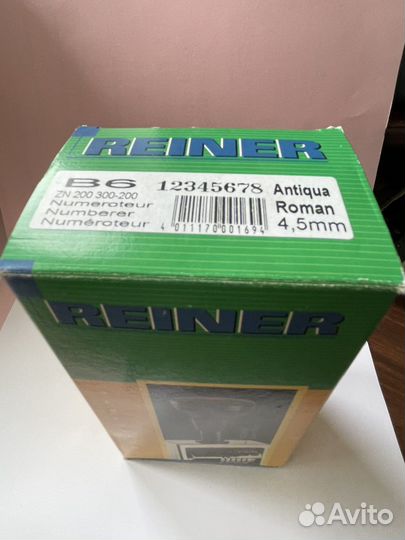 REINER
B6 12345678 Antiqua
ZN 200 300-200 Roman
Numeroteur 4,5mm
Numberer
Numéroteur
4 011170 001694
REINER
Avito